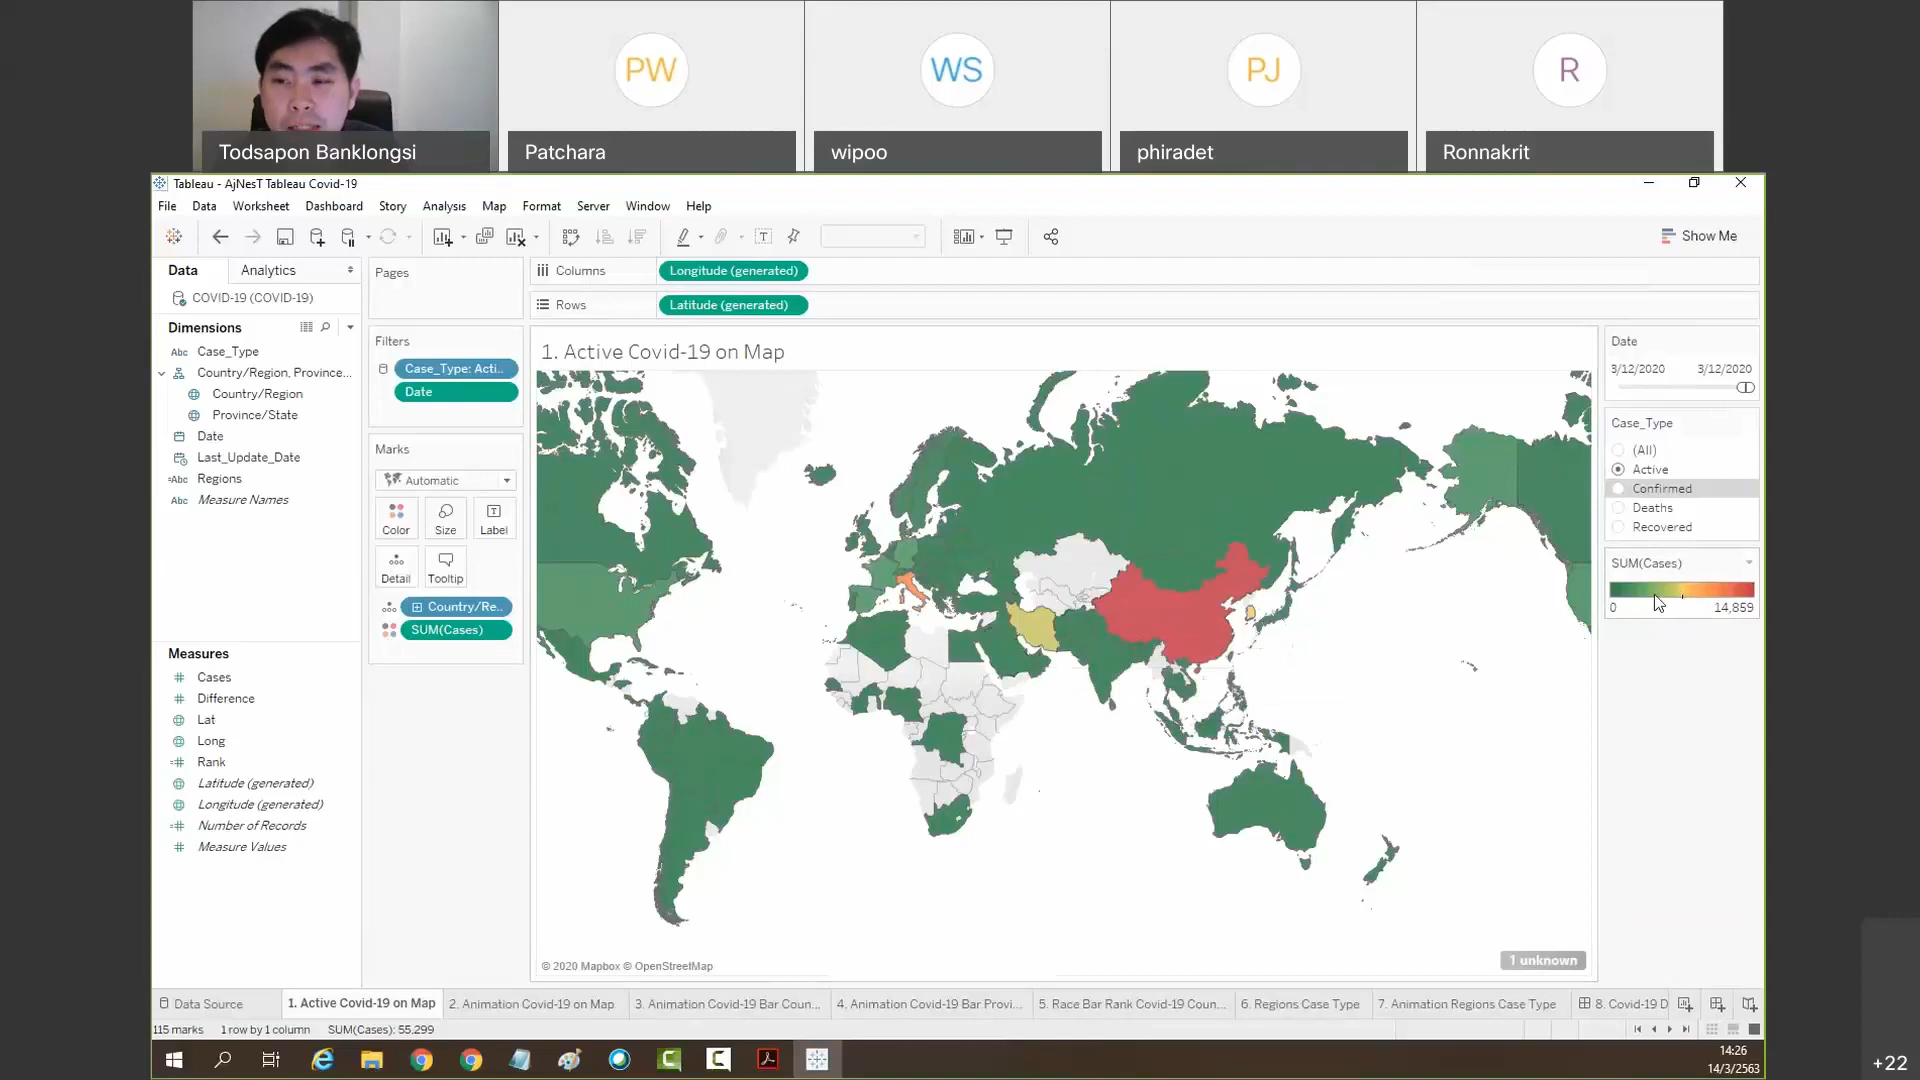 PW
WS
PJ
R
Todsapon Banklongsi
Patchara
wipoo
phiradet
Ronnakrit
Tableau - AjNesT Tableau Covid-19
File Data Worksheet Dashboard Story Analysis Map Format Server Window Help
Show Me
Data
Analytics
COVID-19 (COVID-19)
Dimensions
Abc Case_Type
Country/Region, Province...
Country/Region
Province/State
Date
Last_Update_Date
=Abc Regions
Abc Measure Names
Measures
# Cases
# Difference
Lat
Long
=# Rank
Latitude (generated)
Longitude (generated)
=# Number of Records
# Measure Values
Pages
Filters
Case_Type: Acti..
Date
Marks
Automatic
Color
Size
Label
Detail
Tooltip
Country/Re..
SUM(Cases)
Columns
Longitude (generated)
Rows
Latitude (generated)
1. Active Covid-19 on Map
© 2020 Mapbox © OpenStreetMap
1 unknown
Date
3/12/2020
3/12/2020
Case_Type
(All)
Active
Confirmed
Deaths
Recovered
SUM(Cases)
0
14,859
Data Source
1. Active Covid-19 on Map
2. Animation Covid-19 on Map
3. Animation Covid-19 Bar Coun...
4. Animation Covid-19 Bar Provi...
5. Race Bar Rank Covid-19 Coun...
6. Regions Case Type
7. Animation Regions Case Type
8. Covid-19 D
115 marks
1 row by 1 column
SUM(Cases): 55,299
14:26
14/3/2563
+22